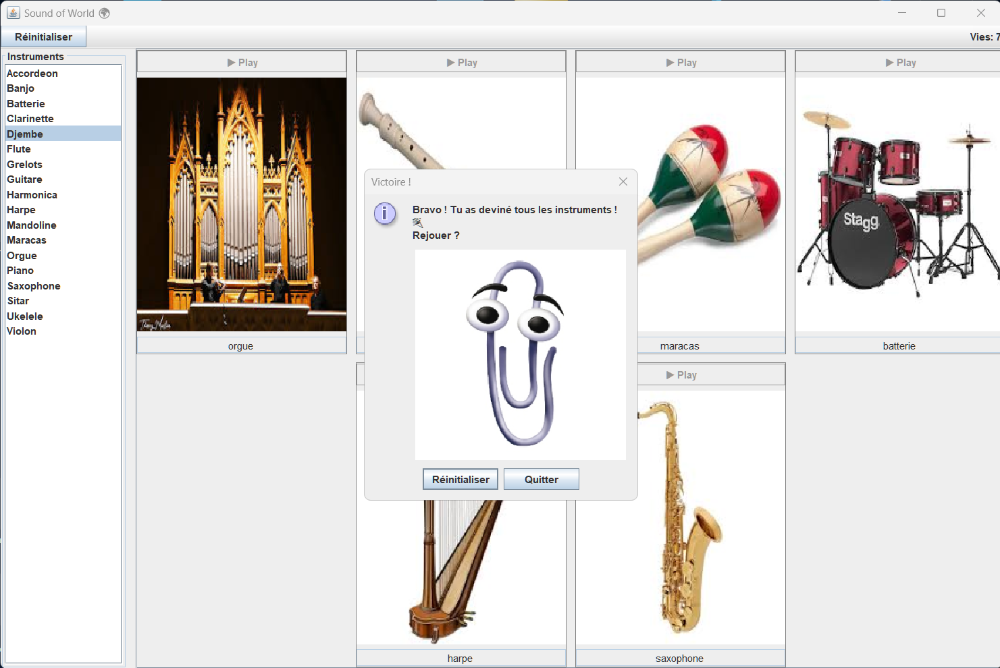 Sound of World
Réinitialiser
Vies: 7
Instruments
Accordeon
Banjo
Batterie
Clarinette
Djembe
Flute
Grelots
Guitare
Harmonica
Harpe
Mandoline
Maracas
Orgue
Piano
Saxophone
Sitar
Ukelele
Violon
Play
Play
Play
Play
Stagg
orgue
maracas
batterie
Play
harpe
saxophone
Victoire !
Bravo ! Tu as deviné tous les instruments !
Rejouer ?
Réinitialiser
Quitter